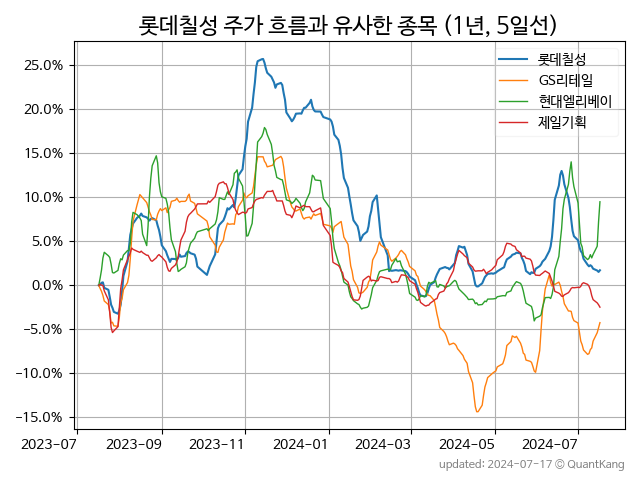 롯데칠성 주가 흐름과 유사한 종목 (1년, 5일선)
롯데칠성
GS리테일
현대엘리베이
제일기획
25.0%
20.0%
15.0%
10.0%
5.0%
0.0%
−5.0%
−10.0%
−15.0%
2023-07
2023-09
2023-11
2024-01
2024-03
2024-05
2024-07
updated: 2024-07-17 © QuantKang